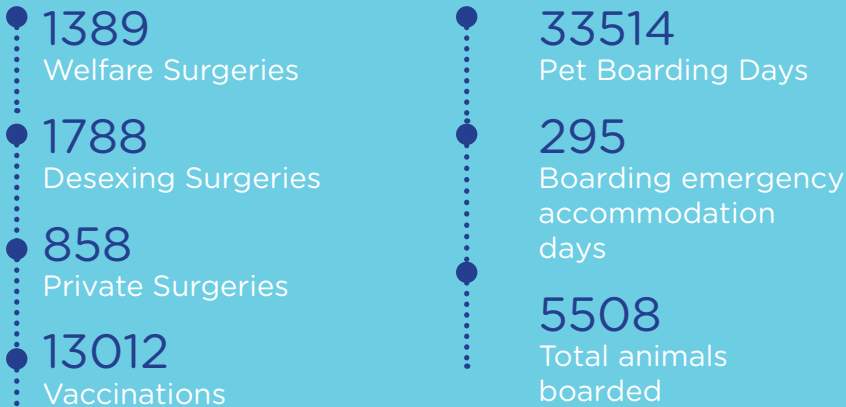 1389
Welfare Surgeries
1788
Desexing Surgeries
858
Private Surgeries
13012
Vaccinations
33514
Pet Boarding Days
295
Boarding emergency
accommodation
days
5508
Total animals
boarded